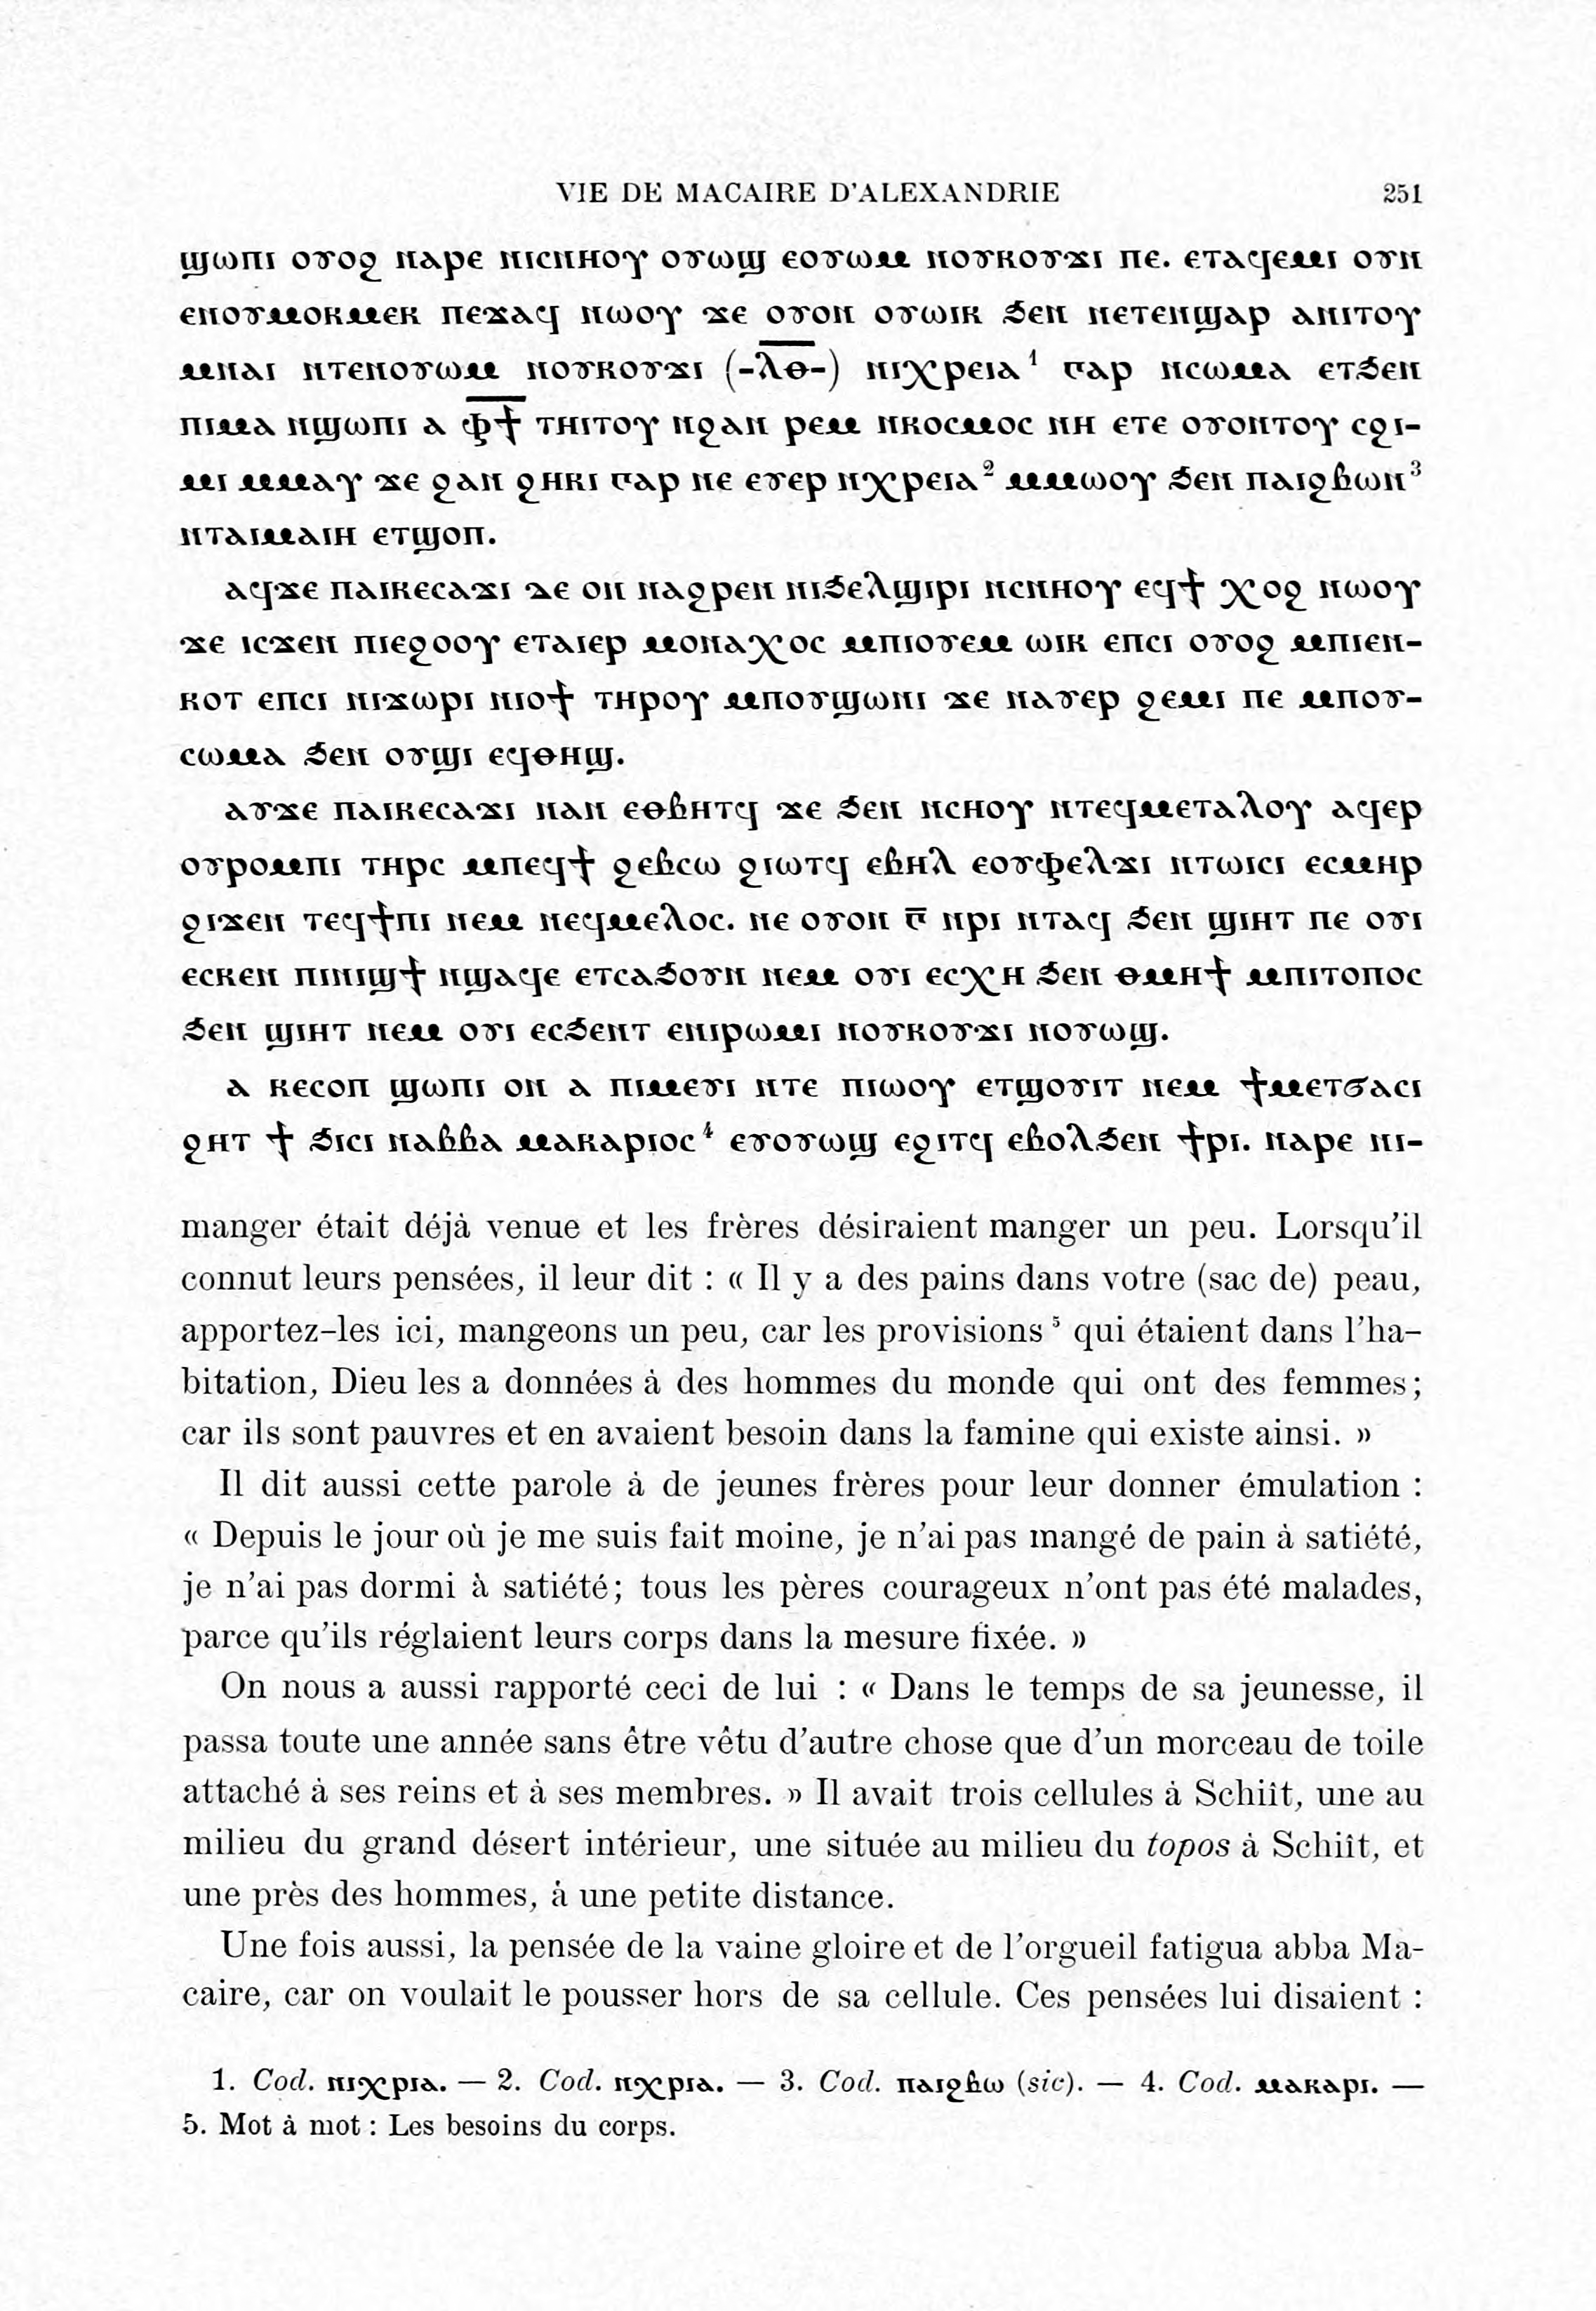 VIE DE MACAIRE D'ALEXANDRIE 251
ϣⲱⲡⲓ ⲟⲩⲟϩ ⲛⲁⲣⲉ ⲛⲓⲥⲛⲏⲟⲩ ⲟⲩⲱϣ ⲉⲟⲩⲱⲙ ⲛⲟⲩⲕⲟⲩϫⲓ ⲡⲉ. ⲉⲧⲁϥⲉⲙⲓ ⲟⲩⲛ
ⲉⲛⲟⲩⲙⲟⲕⲙⲉⲕ ⲡⲉϫⲁϥ ⲛⲱⲟⲩ ϫⲉ ⲟⲩⲟⲛ ⲟⲩⲱⲓⲕ ϧⲉⲛ ⲛⲉⲧⲉⲛϣⲁⲣ ⲁⲛⲓⲧⲟⲩ
ⲙⲛⲁⲓ ⲛⲧⲉⲛⲟⲩⲱⲙ ⲛⲟⲩⲕⲟⲩϫⲓ (-ⲗ̅ⲑ̅-) ⲛⲓⲭⲣⲉⲓⲁ¹ ⲅⲁⲣ ⲛⲥⲱⲙⲁ ⲉⲧϧⲉⲛ
ⲡⲓⲙⲁ ⲛϣⲱⲡⲓ ⲁ ⲫ̅ϯ̅ ⲧⲏⲓⲧⲟⲩ ⲛϩⲁⲛ ⲣⲉⲙ ⲛⲕⲟⲥⲙⲟⲥ ⲛⲏ ⲉⲧⲉ ⲟⲩⲟⲛⲧⲟⲩ ⲥϩⲓ-
ⲙⲓ ⲙⲙⲁⲩ ϫⲉ ϩⲁⲛ ϩⲏⲕⲓ ⲅⲁⲣ ⲛⲉ ⲉⲩⲉⲣ ⲛⲭⲣⲉⲓⲁ² ⲙⲙⲱⲟⲩ ϧⲉⲛ ⲡⲁⲓϩⲃⲱⲛ³
ⲛⲧⲁⲓⲙⲁⲓⲏ ⲉⲧϣⲟⲡ.
ⲁϥϫⲉ ⲡⲁⲓⲕⲉⲥⲁϫⲓ ⲇⲉ ⲟⲛ ⲛⲁϩⲣⲉⲛ ⲛⲓϧⲉⲗϣⲓⲣⲓ ⲛⲥⲛⲏⲟⲩ ⲉϥϯ ⲭⲟϩ ⲛⲱⲟⲩ
ϫⲉ ⲓⲥϫⲉⲛ ⲡⲓⲉϩⲟⲟⲩ ⲉⲧⲁⲓⲉⲣ ⲙⲟⲛⲁⲭⲟⲥ ⲙⲡⲓⲟⲩⲉⲙ ⲱⲓⲕ ⲉⲡⲥⲓ ⲟⲩⲟϩ ⲙⲡⲓⲉⲛ-
ⲕⲟⲧ ⲉⲡⲥⲓ ⲛⲓϫⲱⲣⲓ ⲛⲓⲟϯ ⲧⲏⲣⲟⲩ ⲙⲡⲟⲩϣⲱⲛⲓ ϫⲉ ⲛⲁⲩⲉⲣ ϩⲉⲙⲓ ⲡⲉ ⲙⲡⲟⲩ-
ⲥⲱⲙⲁ ϧⲉⲛ ⲟⲩϣⲓ ⲉϥⲑⲏϣ.
ⲁⲩϫⲉ ⲡⲁⲓⲕⲉⲥⲁϫⲓ ⲛⲁⲛ ⲉⲑⲃⲏⲧϥ ϫⲉ ϧⲉⲛ ⲛⲥⲏⲟⲩ ⲛⲧⲉϥⲙⲉⲧⲁⲗⲟⲩ ⲁϥⲉⲣ
ⲟⲩⲣⲟⲙⲡⲓ ⲧⲏⲣⲥ ⲙⲡⲉϥϯ ϩⲉⲃⲥⲱ ϩⲓⲱⲧϥ ⲉⲃⲏⲗ ⲉⲟⲩⲫⲉⲗϫⲓ ⲛⲧⲱⲓⲥⲓ ⲉⲥⲙⲏⲣ
ϩⲓϫⲉⲛ ⲧⲉϥϯⲡⲓ ⲛⲉⲙ ⲛⲉϥⲙⲉⲗⲟⲥ. ⲛⲉ ⲟⲩⲟⲛ ⲅ̅ ⲛⲣⲓ ⲛⲧⲁϥ ϧⲉⲛ ϣⲓⲏⲧ ⲡⲉ ⲟⲩⲓ
ⲉⲥⲕⲉⲛ ⲡⲓⲛⲓϣϯ ⲛϣⲁϥⲉ ⲉⲧⲥⲁϧⲟⲩⲛ ⲛⲉⲙ ⲟⲩⲓ ⲉⲥⲭⲏ ϧⲉⲛ ⲑⲙⲏϯ ⲙⲡⲓⲧⲟⲡⲟⲥ
ϧⲉⲛ ϣⲓⲏⲧ ⲛⲉⲙ ⲟⲩⲓ ⲉⲥϧⲉⲛⲧ ⲉⲛⲓⲣⲱⲙⲓ ⲛⲟⲩⲕⲟⲩϫⲓ ⲛⲟⲩⲱϣ.
ⲁ ⲕⲉⲥⲟⲡ ϣⲱⲡⲓ ⲟⲛ ⲁ ⲡⲓⲙⲉⲩⲓ ⲛⲧⲉ ⲡⲓⲱⲟⲩ ⲉⲧϣⲟⲩⲓⲧ ⲛⲉⲙ ϯⲙⲉⲧϭⲁⲥⲓ
ϩⲏⲧ ϯ ϧⲓⲥⲓ ⲛⲁⲃⲃⲁ ⲙⲁⲕⲁⲣⲓⲟⲥ⁴ ⲉⲩⲟⲩⲱϣ ⲉϩⲓⲧϥ ⲉⲃⲟⲗϧⲉⲛ ϯⲣⲓ. ⲛⲁⲣⲉ ⲛⲓ-
manger était déjà venue et les frères désiraient manger un peu. Lorsqu'il
connut leurs pensées, il leur dit : « Il y a des pains dans votre (sac de) peau,
apportez-les ici, mangeons un peu, car les provisions ⁵ qui étaient dans l'ha-
bitation, Dieu les a données à des hommes du monde qui ont des femmes;
car ils sont pauvres et en avaient besoin dans la famine qui existe ainsi. »
Il dit aussi cette parole à de jeunes frères pour leur donner émulation :
« Depuis le jour où je me suis fait moine, je n'ai pas mangé de pain à satiété,
je n'ai pas dormi à satiété; tous les pères courageux n'ont pas été malades,
parce qu'ils réglaient leurs corps dans la mesure fixée. »
On nous a aussi rapporté ceci de lui : « Dans le temps de sa jeunesse, il
passa toute une année sans être vêtu d'autre chose que d'un morceau de toile
attaché à ses reins et à ses membres. » Il avait trois cellules à Schiît, une au
milieu du grand désert intérieur, une située au milieu du topos à Schiît, et
une près des hommes, à une petite distance.
Une fois aussi, la pensée de la vaine gloire et de l'orgueil fatigua abba Ma-
caire, car on voulait le pousser hors de sa cellule. Ces pensées lui disaient :
1. Cod. ⲛⲓⲭⲣⲓⲁ. — 2. Cod. ⲛⲭⲣⲓⲁ. — 3. Cod. ⲡⲁⲓϩⲃⲱ (sic). — 4. Cod. ⲙⲁⲕⲁⲣⲓ. —
5. Mot à mot : Les besoins du corps.